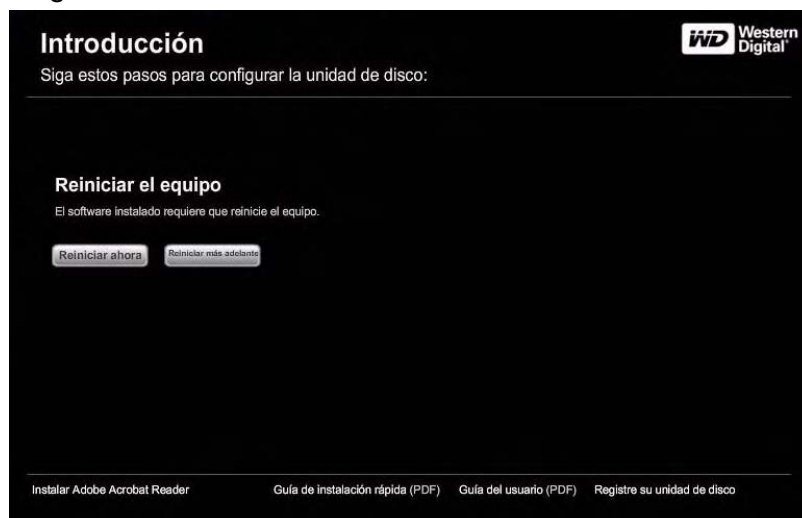 Introducción
WD Western Digital
Siga estos pasos para configurar la unidad de disco:
Reiniciar el equipo
El software instalado requiere que reinicie el equipo.
Reiniciar ahora
Reiniciar más adelante
Instalar Adobe Acrobat Reader
Guía de instalación rápida (PDF)
Guía del usuario (PDF)
Registre su unidad de disco